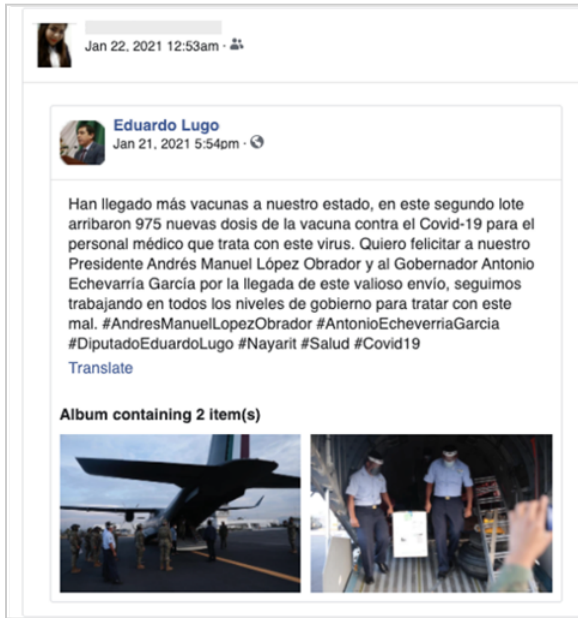 Jan 22, 2021 12:53am ·
Eduardo Lugo
Jan 21, 2021 5:54pm ·
Han llegado más vacunas a nuestro estado, en este segundo lote
arribaron 975 nuevas dosis de la vacuna contra el Covid-19 para el
personal médico que trata con este virus. Quiero felicitar a nuestro
Presidente Andrés Manuel López Obrador y al Gobernador Antonio
Echevarría García por la llegada de este valioso envío, seguimos
trabajando en todos los niveles de gobierno para tratar con este
mal. #AndresManuelLopezObrador #AntonioEcheverriaGarcia
#DiputadoEduardoLugo #Nayarit #Salud #Covid19
Translate
Album containing 2 item(s)